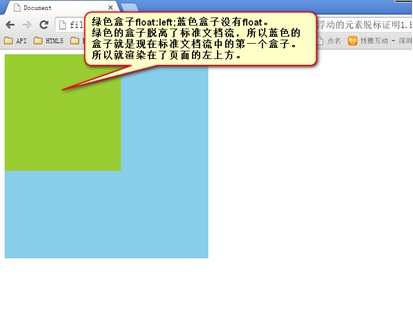 Document
绿色盒子float:left;蓝色盒子没有float。
绿色的盒子脱离了标准文档流，所以蓝色的
盒子就是现在标准文档流中的第一个盒子。
所以就渲染在了页面的左上方。
fil
浮动的元素脱标证明1.h
API
HTML5
点名
博雅互动-深圳